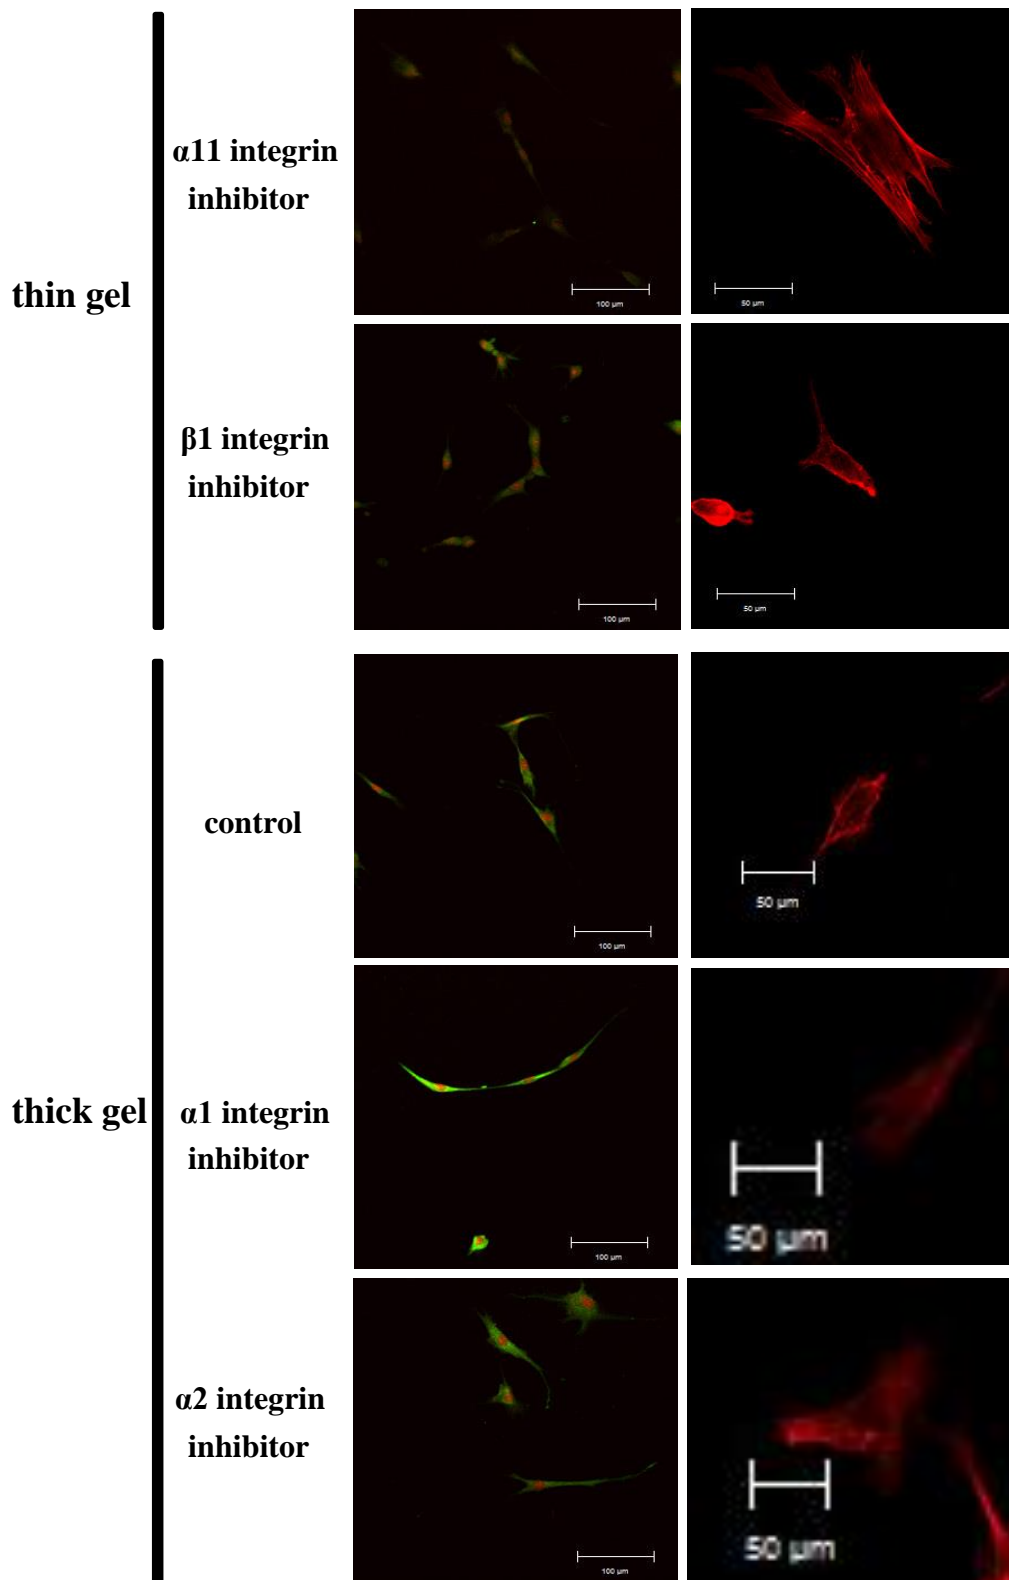 α11 integrin
inhibitor
thin gel
β1 integrin
inhibitor
100 µm
50 µm
100 µm
50 µm
control
100 µm
50 µm
thick gel
α1 integrin
inhibitor
100 µm
50 µm
α2 integrin
inhibitor
100 µm
50 µm